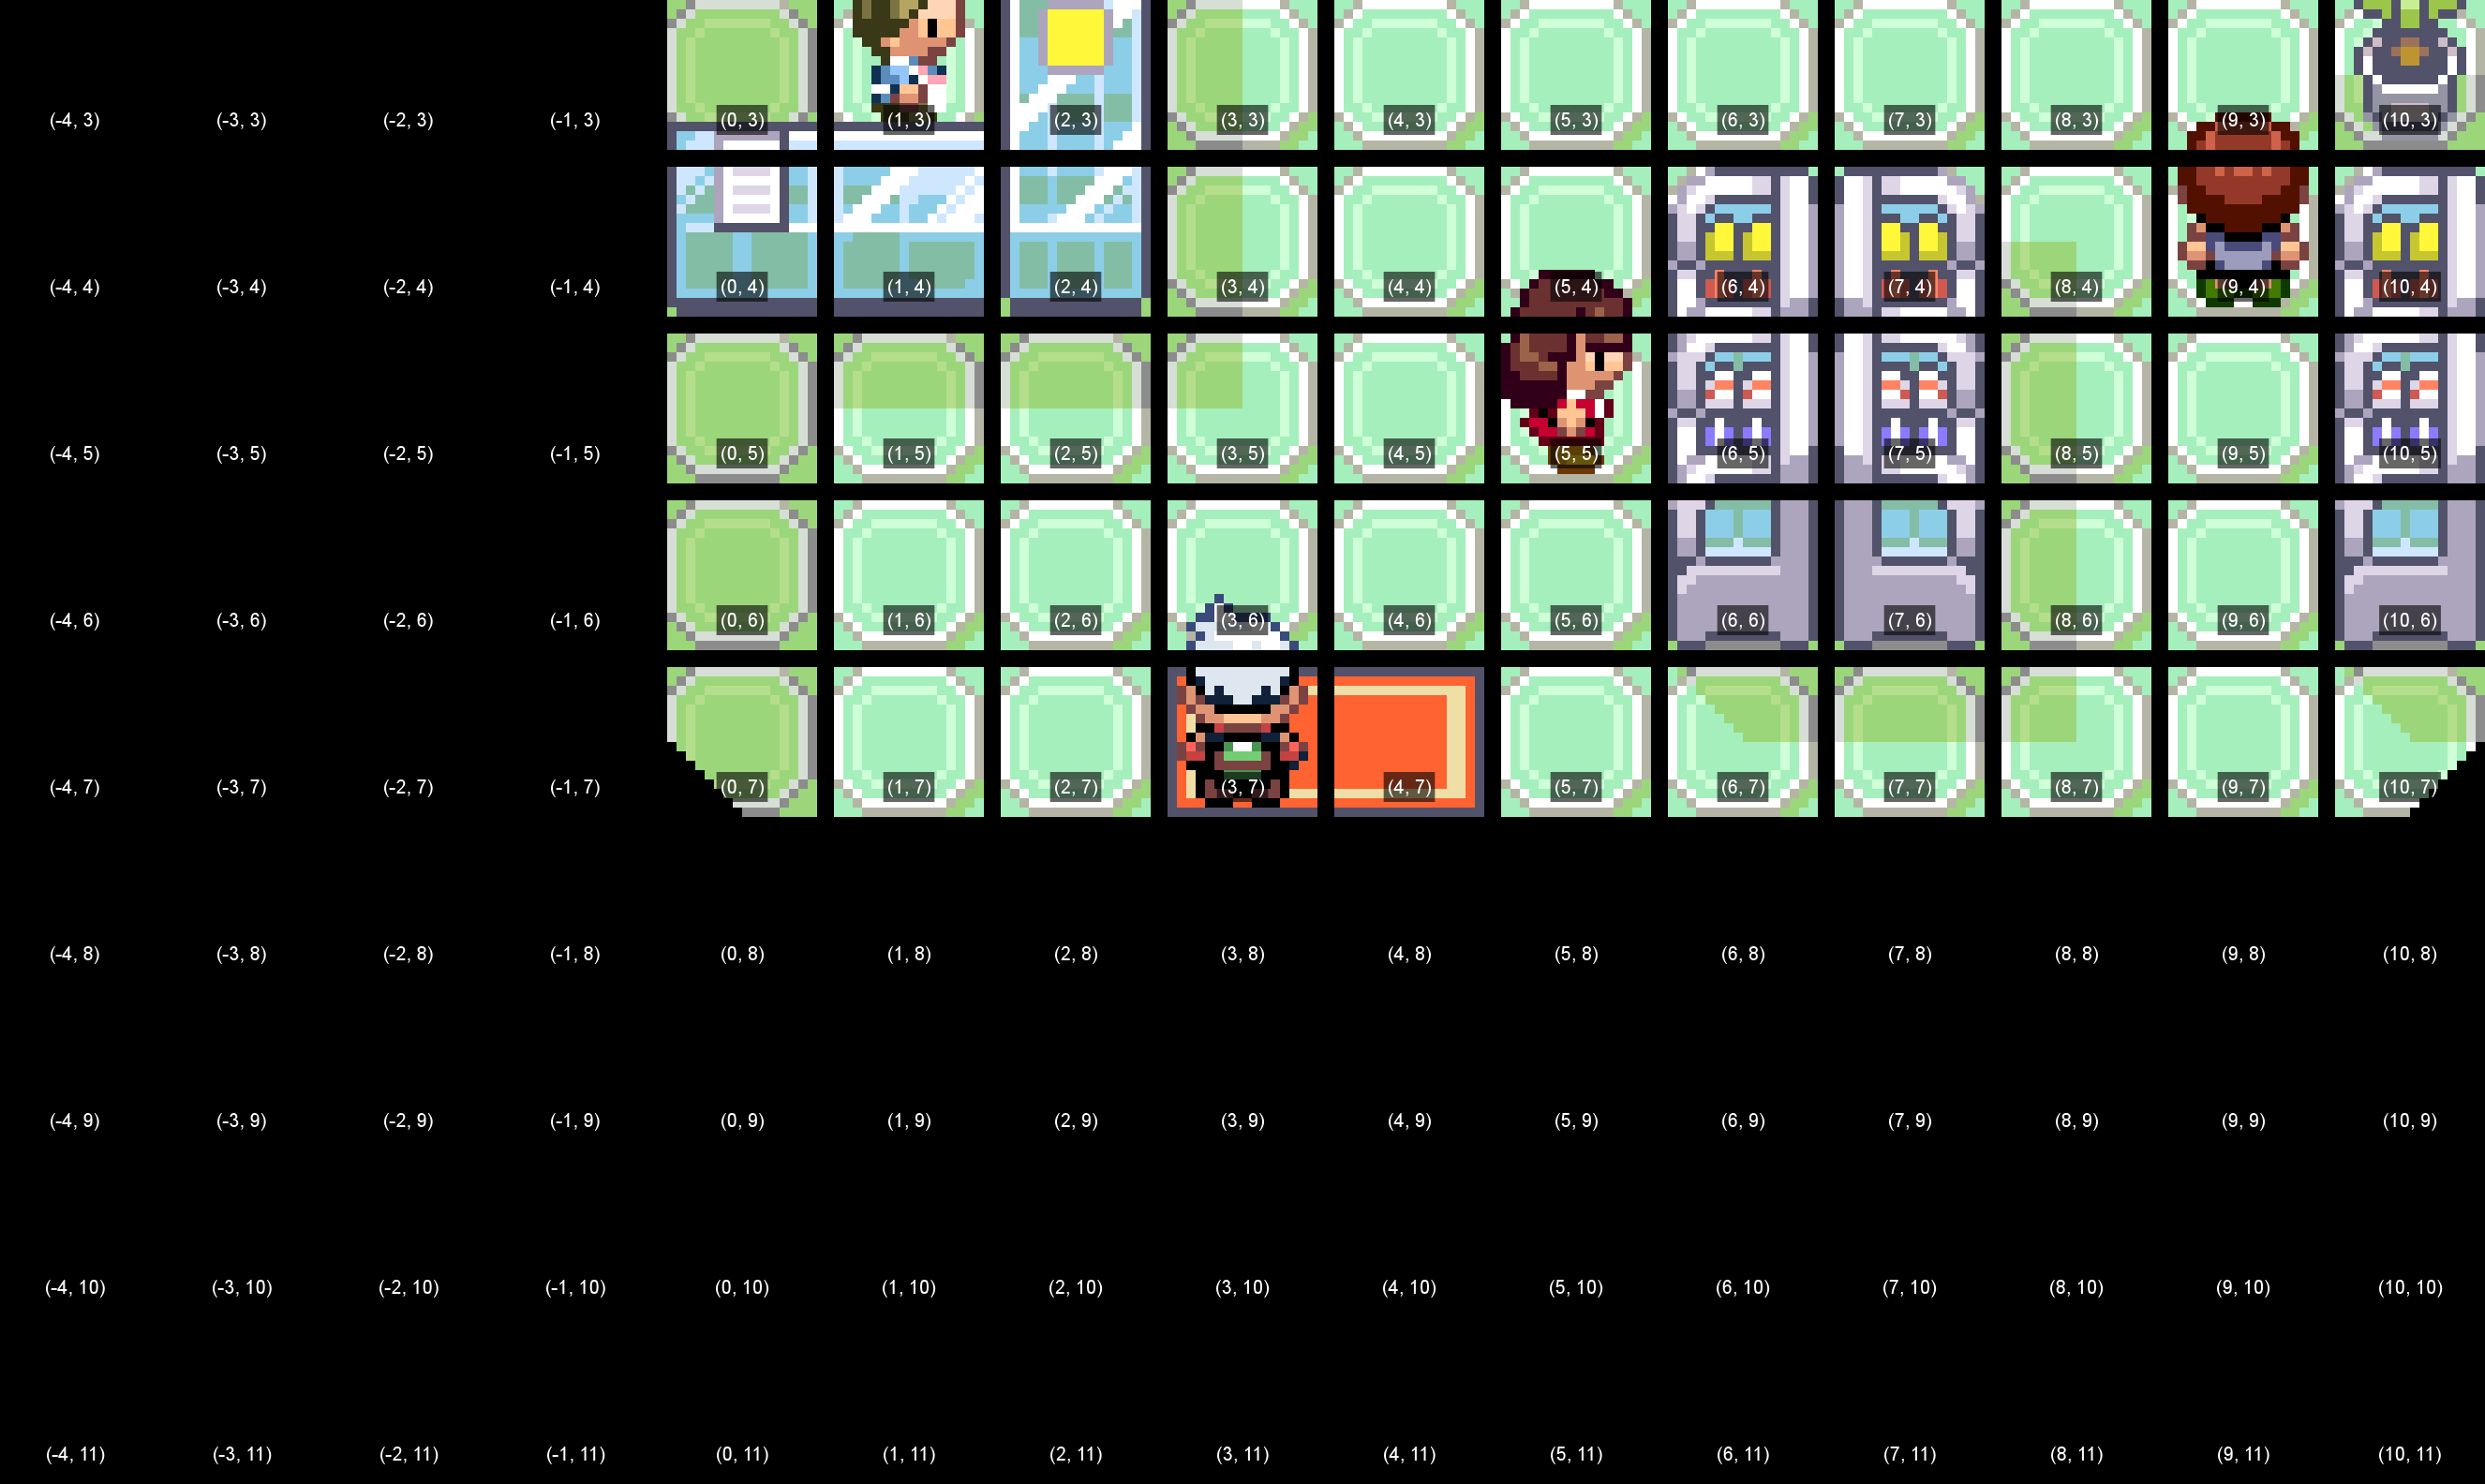 (-4, 3) (-3, 3) (-2, 3) (-1, 3) (0, 3) (1, 3) (2, 3) (3, 3) (4, 3) (5, 3) (6, 3) (7, 3) (8, 3) (9, 3) (10, 3)
(-4, 4) (-3, 4) (-2, 4) (-1, 4) (0, 4) (1, 4) (2, 4) (3, 4) (4, 4) (5, 4) (6, 4) (7, 4) (8, 4) (9, 4) (10, 4)
(-4, 5) (-3, 5) (-2, 5) (-1, 5) (0, 5) (1, 5) (2, 5) (3, 5) (4, 5) (5, 5) (6, 5) (7, 5) (8, 5) (9, 5) (10, 5)
(-4, 6) (-3, 6) (-2, 6) (-1, 6) (0, 6) (1, 6) (2, 6) (3, 6) (4, 6) (5, 6) (6, 6) (7, 6) (8, 6) (9, 6) (10, 6)
(-4, 7) (-3, 7) (-2, 7) (-1, 7) (0, 7) (1, 7) (2, 7) (3, 7) (4, 7) (5, 7) (6, 7) (7, 7) (8, 7) (9, 7) (10, 7)
(-4, 8) (-3, 8) (-2, 8) (-1, 8) (0, 8) (1, 8) (2, 8) (3, 8) (4, 8) (5, 8) (6, 8) (7, 8) (8, 8) (9, 8) (10, 8)
(-4, 9) (-3, 9) (-2, 9) (-1, 9) (0, 9) (1, 9) (2, 9) (3, 9) (4, 9) (5, 9) (6, 9) (7, 9) (8, 9) (9, 9) (10, 9)
(-4, 10) (-3, 10) (-2, 10) (-1, 10) (0, 10) (1, 10) (2, 10) (3, 10) (4, 10) (5, 10) (6, 10) (7, 10) (8, 10) (9, 10) (10, 10)
(-4, 11) (-3, 11) (-2, 11) (-1, 11) (0, 11) (1, 11) (2, 11) (3, 11) (4, 11) (5, 11) (6, 11) (7, 11) (8, 11) (9, 11) (10, 11)